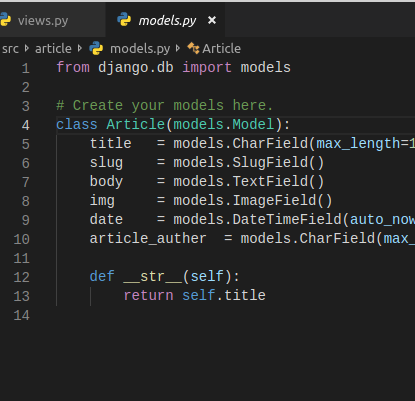 views.py models.py ×
src > article > models.py > Article
1 from django.db import models
2
3 # Create your models here.
4 class Article(models.Model):
5 title = models.CharField(max_length=1
6 slug = models.SlugField()
7 body = models.TextField()
8 img = models.ImageField()
9 date = models.DateTimeField(auto_now
10 article_auther = models.CharField(max_
11
12 def __str__(self):
13 return self.title
14